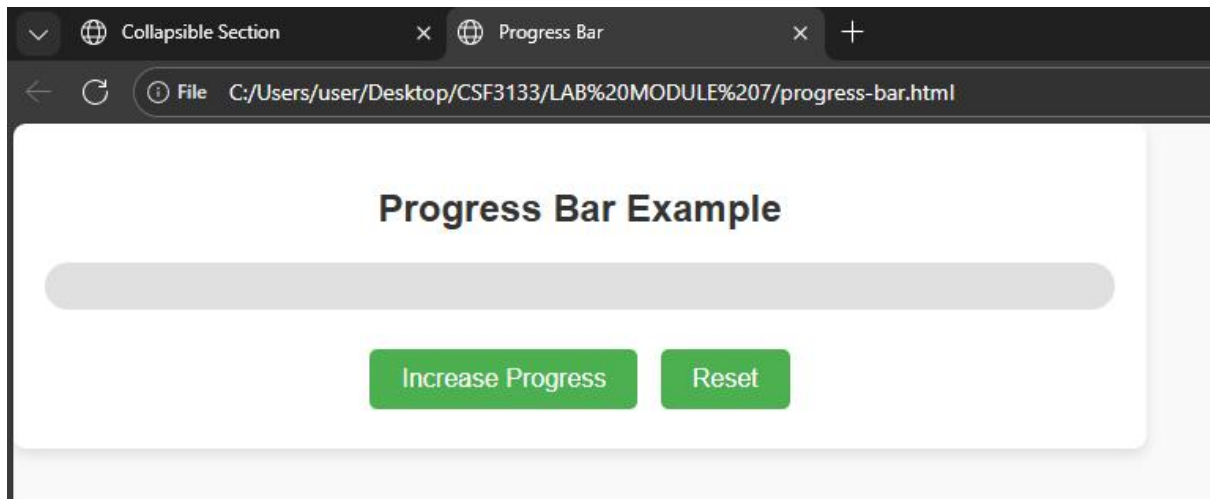 Collapsible Section Progress Bar
File C:/Users/user/Desktop/CSF3133/LAB%20MODULE%207/progress-bar.html
Progress Bar Example
Increase Progress Reset